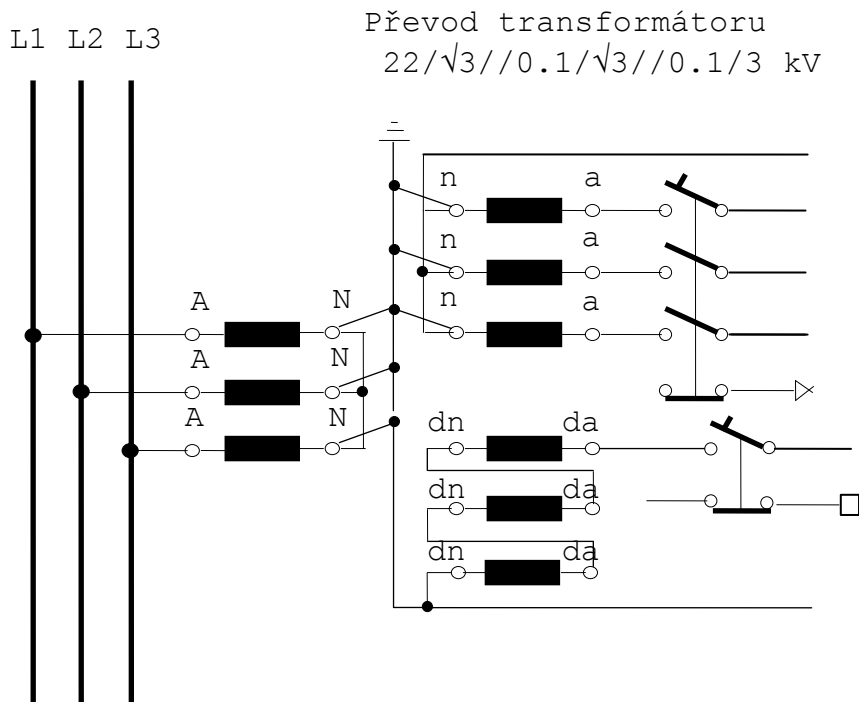 Převod transformátoru
L1 L2 L3
22/√3//0.1/√3//0.1/3 kV
n a
n a
A N n a
A N
A N
dn da
dn da
dn da